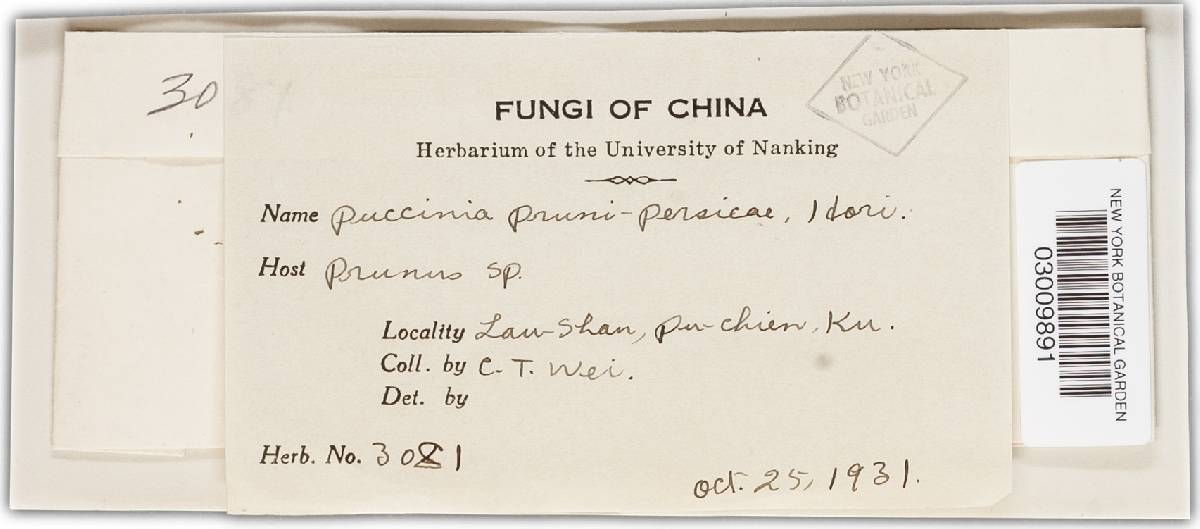 30
NEW YORK
BOTANICAL
GARDEN
FUNGI OF CHINA
Herbarium of the University of Nanking
Name Puccinia pruni-persicae, Hori.
Host Prunus sp.
Locality Lau-Shan, Pu-chien, Ku.
Coll. by C. T. Wei.
Det. by
Herb. No. 3081
Oct. 25, 1931.
NEW YORK BOTANICAL GARDEN
03009891